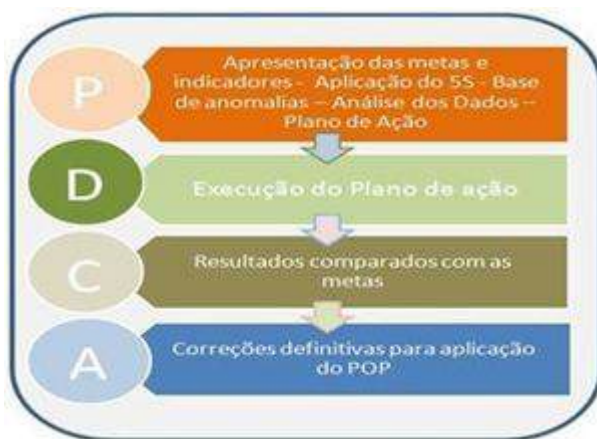 P
Apresentação das metas e
indicadores - Aplicação do 5S - Base
de anomalias – Análise dos Dados –
Plano de Ação
D
Execução do Plano de ação
C
Resultados comparados com as
metas
A
Correções definitivas para aplicação
do POP